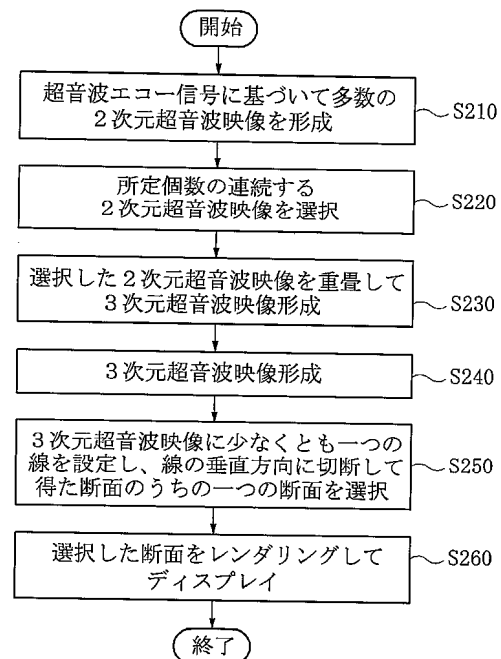 開始
超音波エコー信号に基づいて多数の
2次元超音波映像を形成
S210
所定個数の連続する
2次元超音波映像を選択
S220
選択した2次元超音波映像を重畳して
3次元超音波映像形成
S230
3次元超音波映像形成
S240
3次元超音波映像に少なくとも一つの
線を設定し、線の垂直方向に切断して
得た断面のうちの一つの断面を選択
S250
選択した断面をレンダリングして
ディスプレイ
S260
終了